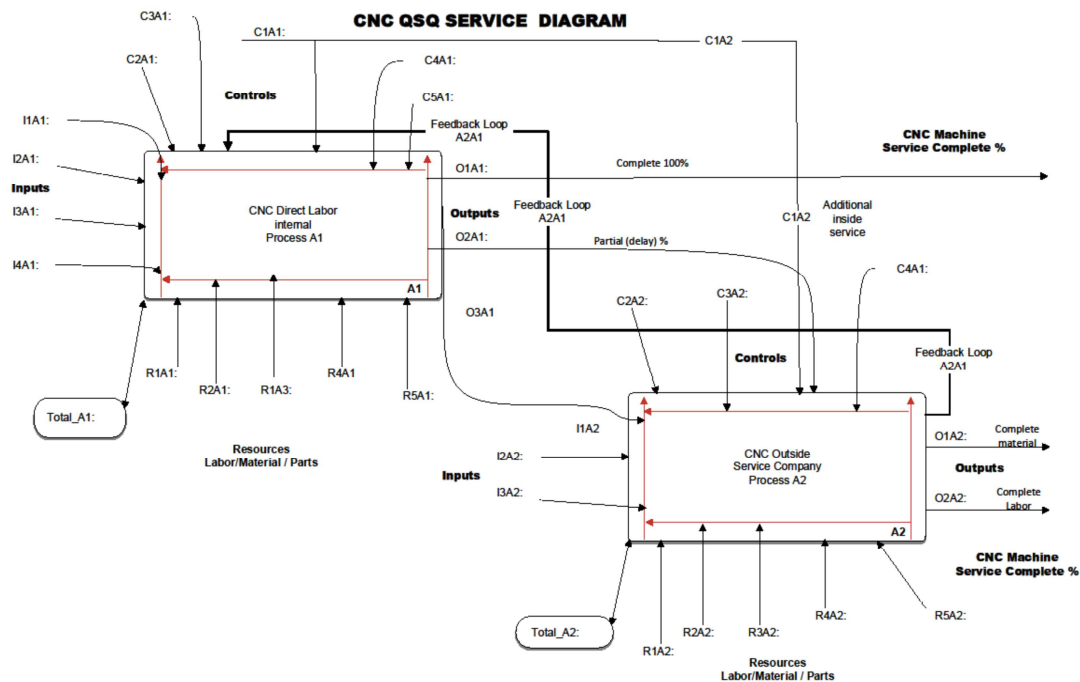 CNC QSQ SERVICE DIAGRAM
C3A1:
C1A1:
C1A2
C2A1:
C4A1:
Controls
C5A1:
I1A1:
Feedback Loop
A2A1
CNC Machine
Service Complete %
I2A1:
O1A1:
Complete 100%
Inputs
CNC Direct Labor
internal
Process A1
Outputs
Feedback Loop
A2A1
C1A2
Additional
inside
service
I3A1:
O2A1:
Partial (delay) %
I4A1:
C4A1:
A1
C2A2:
C3A2:
O3A1
Controls
Feedback Loop
A2A1
R1A1:
R2A1:
R1A3:
R4A1
R5A1:
Total_A1:
I1A2
O1A2:
Complete
material
Resources
Labor/Material / Parts
I2A2:
CNC Outside
Service Company
Process A2
Inputs
Outputs
I3A2:
O2A2:
Complete
Labor
A2
CNC Machine
Service Complete %
Total_A2:
R1A2:
R2A2:
R3A2:
R4A2:
R5A2:
Resources
Labor/Material / Parts